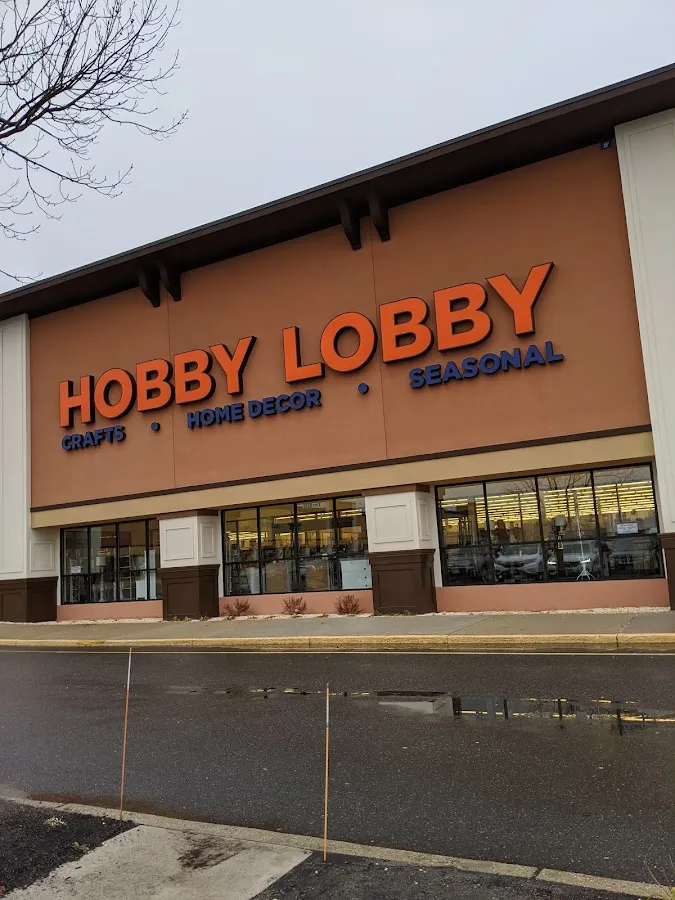 HOBBY LOBBY
CRAFTS • HOME DECOR • SEASONAL